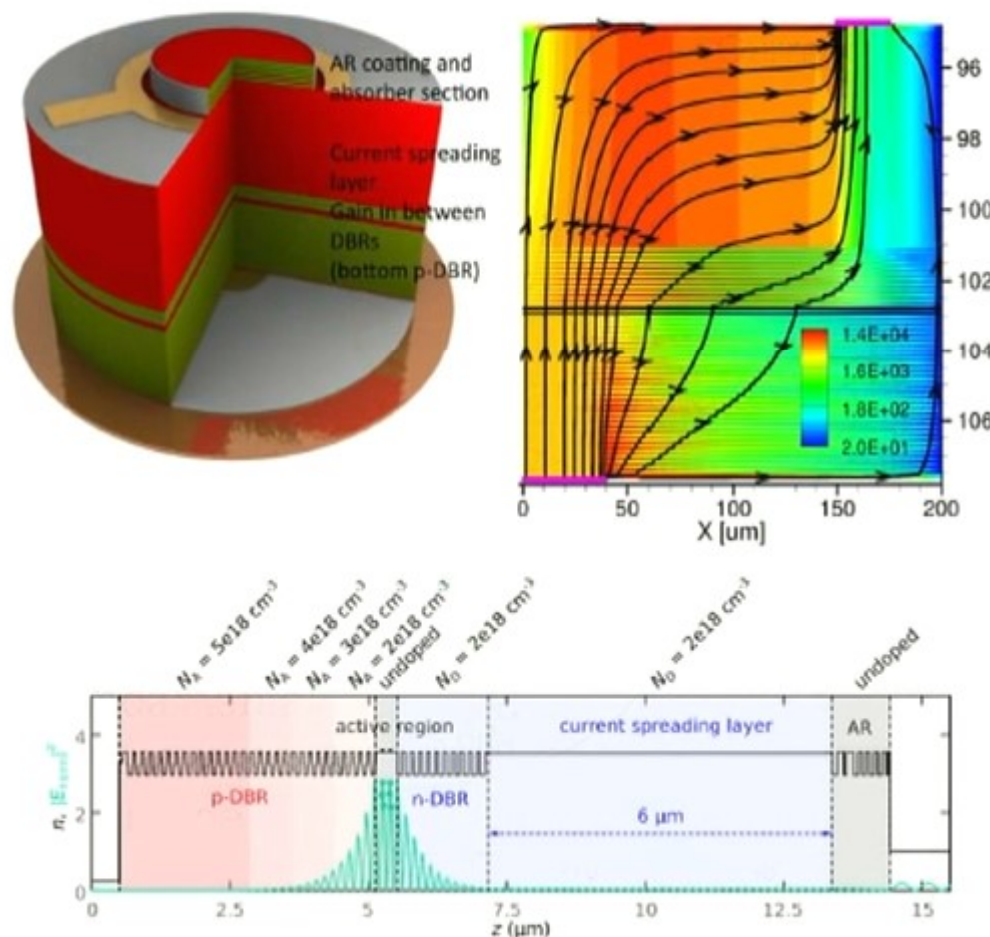 AR coating and
absorber section
Current spreading
layer
Gain in between
DBRs
(bottom p-DBR)
96
98
100
102
104
106
1.4E+04
1.6E+03
1.8E+02
2.0E+01
0
50
100
150
200
X [um]
N_A = 5e18 cm⁻³
N_A = 4e18 cm⁻³
N_A = 3e18 cm⁻³
N_A = 2e18 cm⁻³
undoped
N_D = 2e18 cm⁻³
N_D = 2e18 cm⁻³
undoped
active region
current spreading layer
AR
p-DBR
n-DBR
6 μm
4
2
0
0
2.5
5
7.5
10
12.5
15
z (μm)